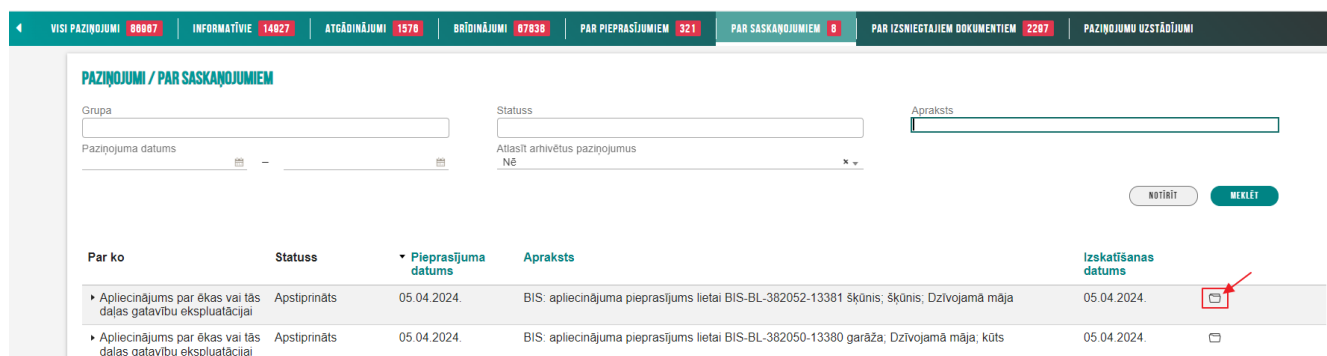 VISI PAZIŅOJUMI 86967 INFORMATĪVIE 14927 ATGĀDINĀJUMI 1576 BRĪDINĀJUMI 67838 PAR PIEPRASĪJUMIEM 321 PAR SASKAŅOJUMIEM 8 PAR IZSNIEGTAJIEM DOKUMENTIEM 2297 PAZIŅOJUMU UZSTĀDĪJUMI
PAZIŅOJUMI / PAR SASKAŅOJUMIEM
Grupa Statuss Apraksts
Paziņojuma datums Atlasīt arhivētus paziņojumus
– Nē
NOTĪRĪT MEKLĒT
Par ko Statuss Pieprasījuma datums Apraksts Izskatīšanas datums
Apliecinājums par ēkas vai tās Apstiprināts 05.04.2024. BIS: apliecinājuma pieprasījums lietai BIS-BL-382052-13381 šķūnis; šķūnis; Dzīvojamā māja 05.04.2024.
daļas gatavību ekspluatācijai
Apliecinājums par ēkas vai tās Apstiprināts 05.04.2024. BIS: apliecinājuma pieprasījums lietai BIS-BL-382050-13380 garāža; Dzīvojamā māja; kūts 05.04.2024.
daļas gatavību ekspluatācijai